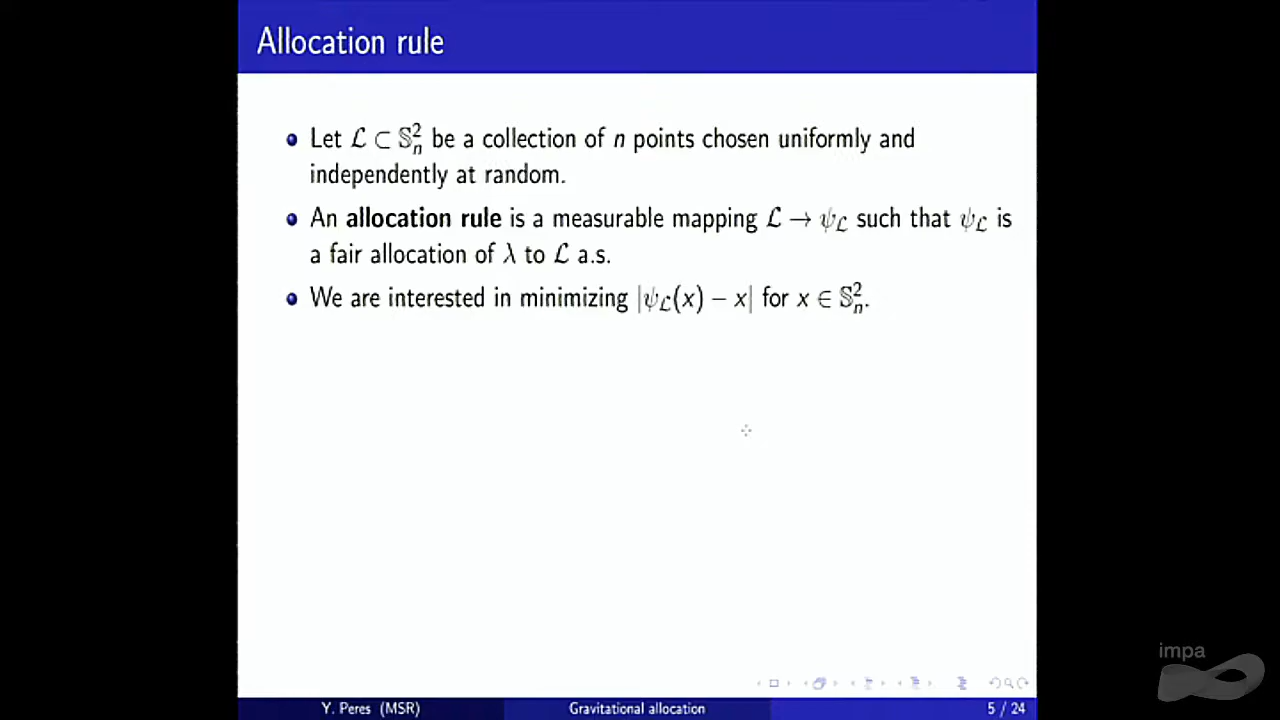 Allocation rule
Let ℒ ⊂ 𝕊²ₙ be a collection of n points chosen uniformly and
independently at random.
An allocation rule is a measurable mapping ℒ → ψ_ℒ such that ψ_ℒ is
a fair allocation of λ to ℒ a.s.
We are interested in minimizing |ψ_ℒ(x) − x| for x ∈ 𝕊²ₙ.
impa
Y. Peres (MSR) Gravitational allocation 5 / 24